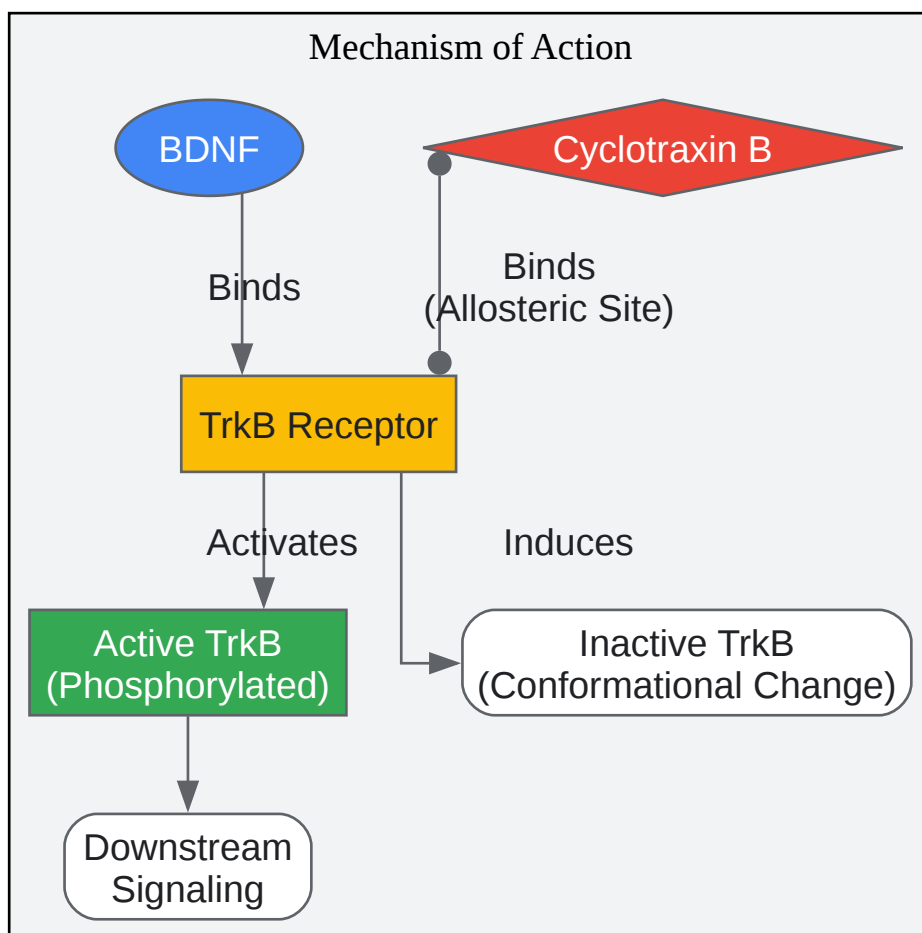 Mechanism of Action
BDNF
Cyclotraxin B
Binds
Binds
(Allosteric Site)
TrkB Receptor
Activates
Induces
Active TrkB
(Phosphorylated)
Inactive TrkB
(Conformational Change)
Downstream
Signaling